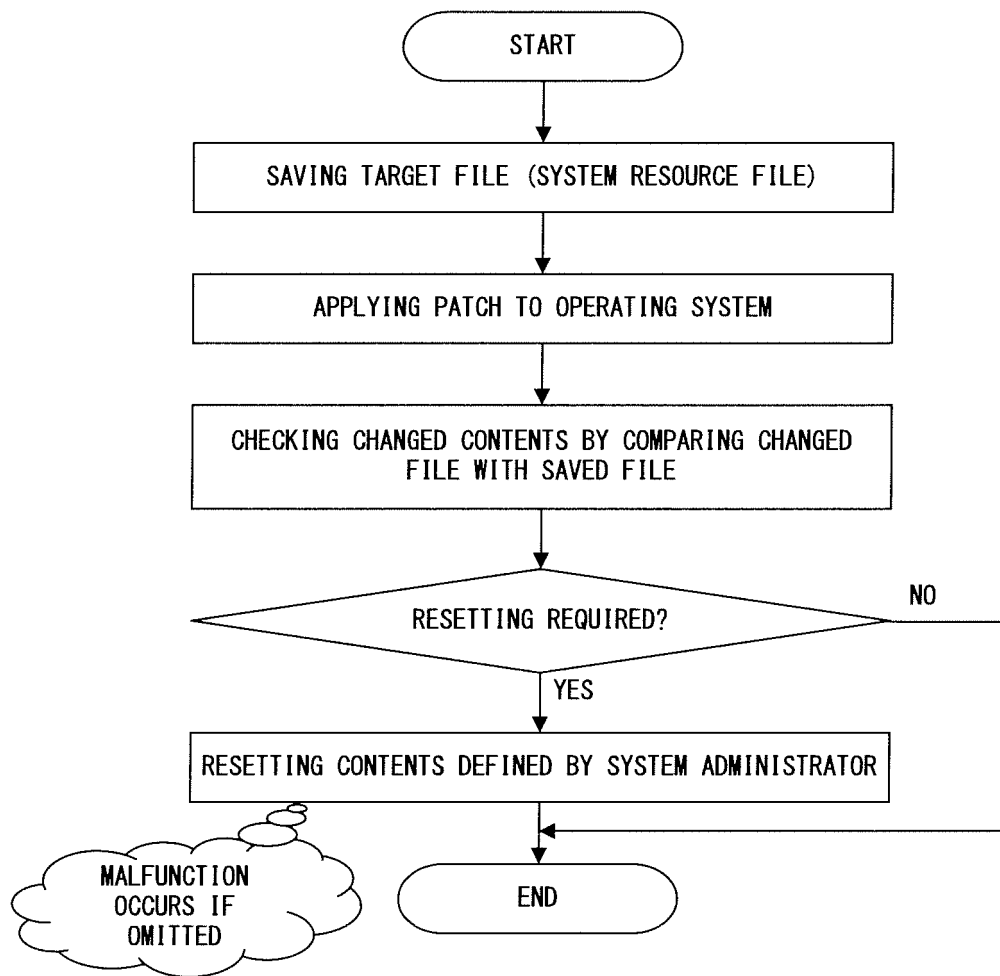 START
SAVING TARGET FILE (SYSTEM RESOURCE FILE)
APPLYING PATCH TO OPERATING SYSTEM
CHECKING CHANGED CONTENTS BY COMPARING CHANGED
FILE WITH SAVED FILE
RESETTING REQUIRED?
NO
YES
RESETTING CONTENTS DEFINED BY SYSTEM ADMINISTRATOR
MALFUNCTION
OCCURS IF
OMITTED
END